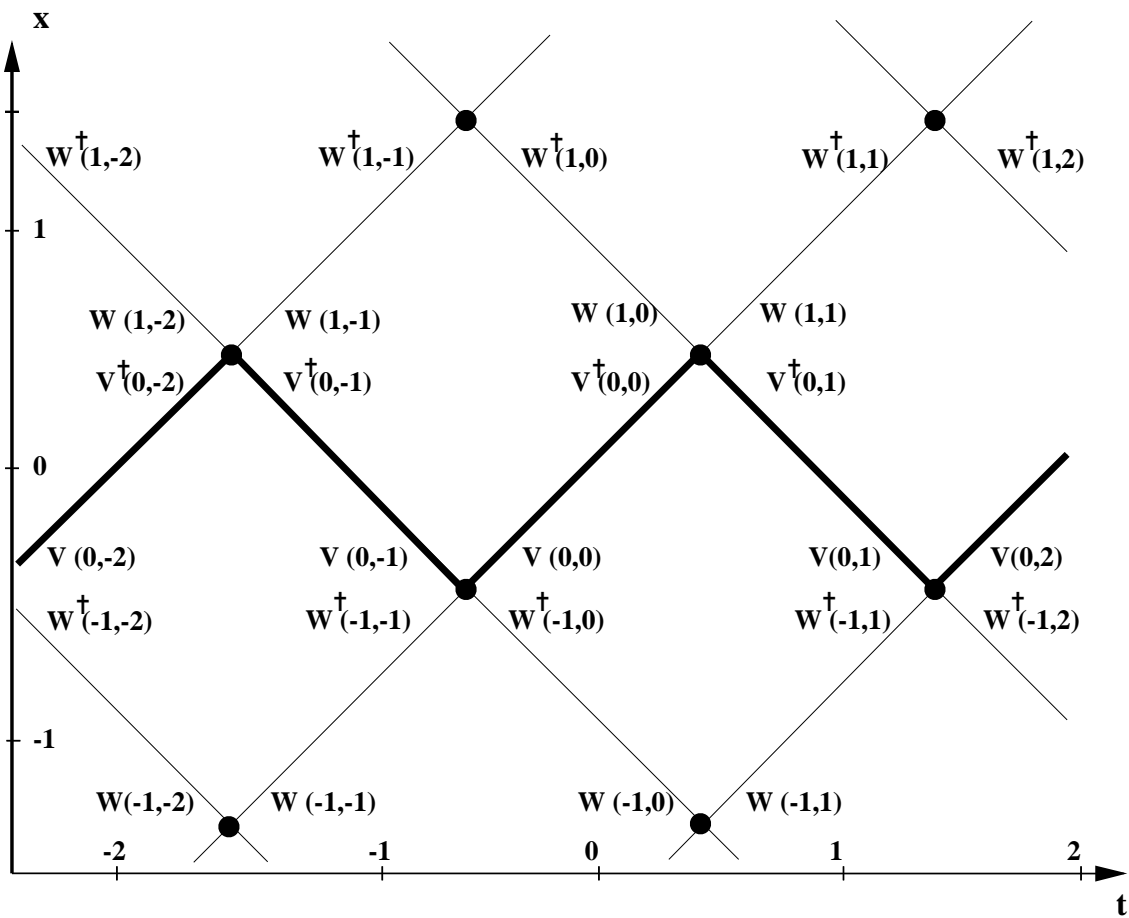 x
W†(1,-2) W†(1,-1) W†(1,0) W†(1,1) W†(1,2)
1
W (1,-2) W (1,-1) W (1,0) W (1,1)
V†(0,-2) V†(0,-1) V†(0,0) V†(0,1)
0
V (0,-2) V (0,-1) V (0,0) V(0,1) V(0,2)
W†(-1,-2) W†(-1,-1) W†(-1,0) W†(-1,1) W†(-1,2)
-1
W(-1,-2) W (-1,-1) W (-1,0) W (-1,1)
-2 -1 0 1 2
t